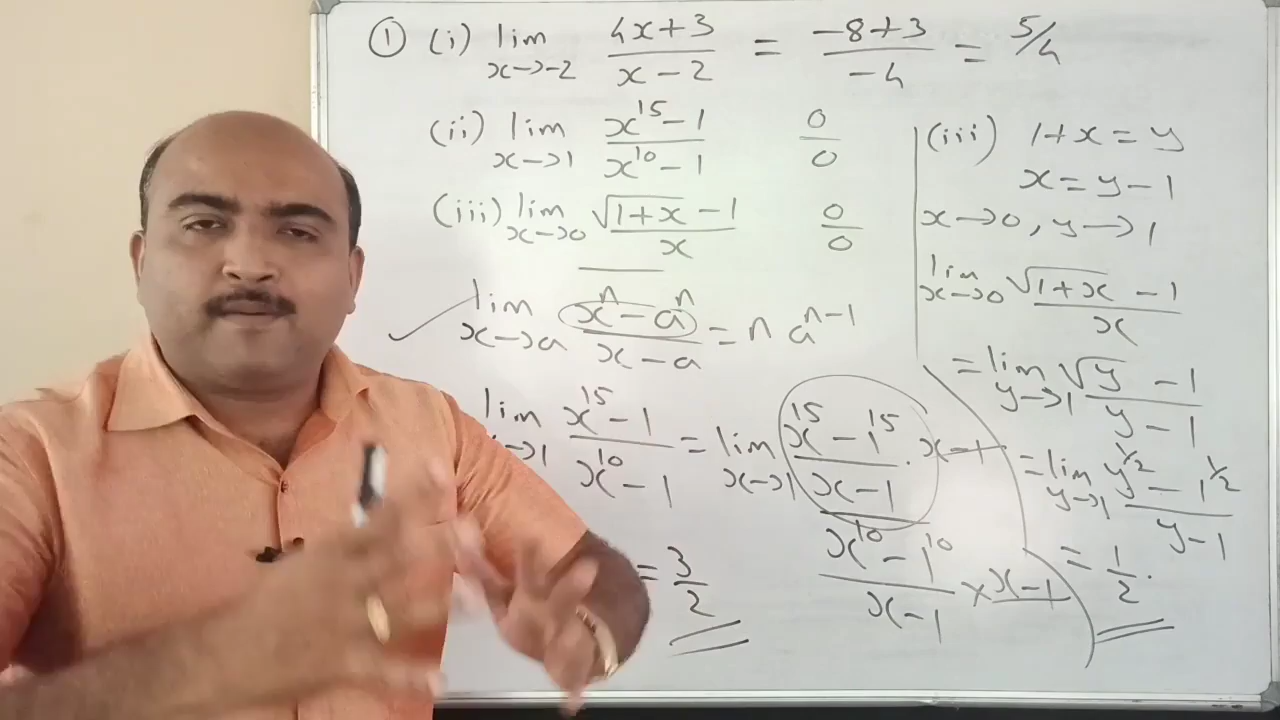 ① (i) lim x→-2 4x+3 / x-2 = -8+3 / -4 = 5/4
(ii) lim x→1 x^15-1 / x^10-1 0/0
(iii) lim x→0 √1+x -1 / x 0/0
lim x→a x^n-a^n / x-a = n a^n-1
lim →1 x^15-1 / x^10-1 = lim x→1 x^15-1^15 / x-1 . x-1
x^10-1^10 / x-1 × x-1
= 3/2
(iii) 1+x=y
x=y-1
x→0, y→1
lim x→0 √1+x -1 / x
= lim y→1 √y -1 / y-1
= lim y→1 y^1/2 - 1^1/2 / y-1
= 1/2.